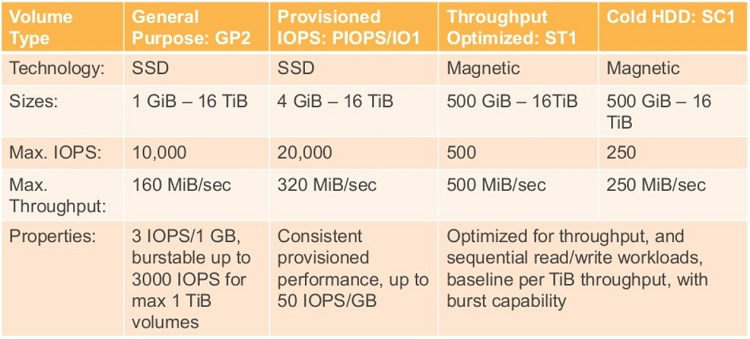 Volume Type
General Purpose: GP2
Provisioned IOPS: PIOPS/IO1
Throughput Optimized: ST1
Cold HDD: SC1
Technology:
SSD
SSD
Magnetic
Magnetic
Sizes:
1 GiB – 16 TiB
4 GiB – 16 TiB
500 GiB – 16TiB
500 GiB – 16
TiB
Max. IOPS:
10,000
20,000
500
250
Max.
Throughput:
160 MiB/sec
320 MiB/sec
500 MiB/sec
250 MiB/sec
Properties:
3 IOPS/1 GB,
burstable up to
3000 IOPS for
max 1 TiB
volumes
Consistent
provisioned
performance, up to
50 IOPS/GB
Optimized for throughput, and
sequential read/write workloads,
baseline per TiB throughput, with
burst capability